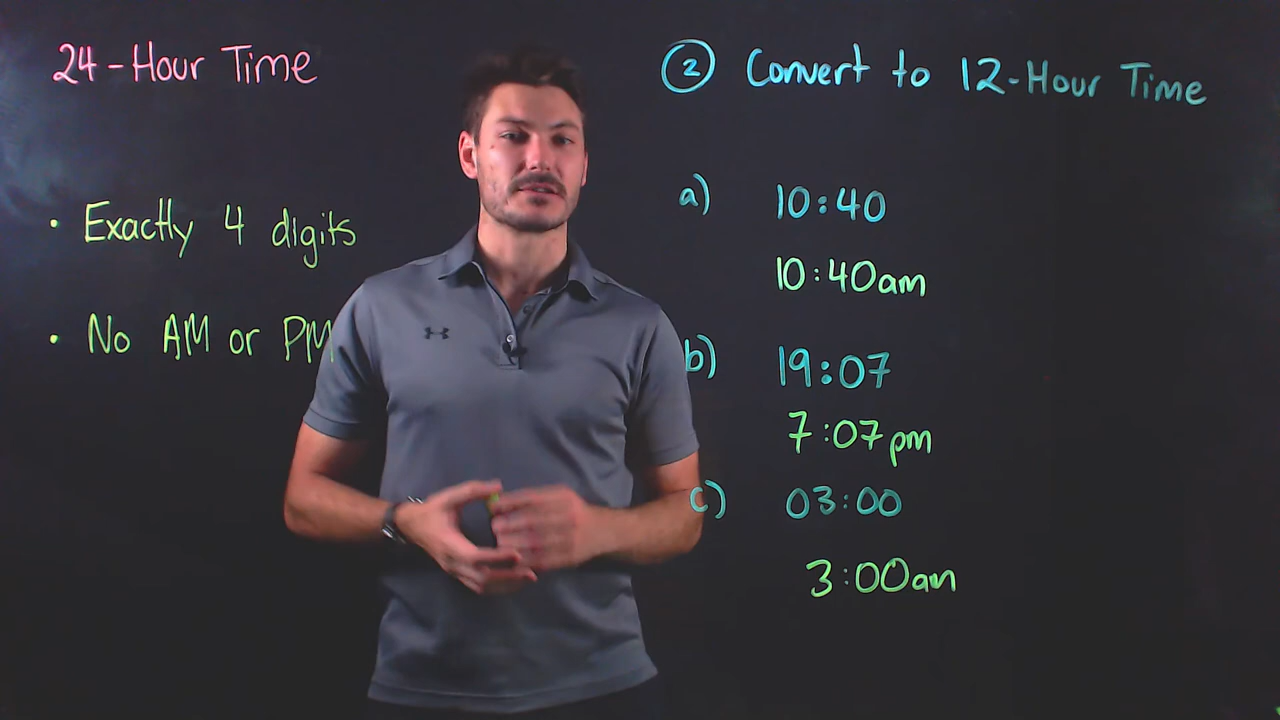 24-Hour Time
• Exactly 4 digits
• No AM or PM
② Convert to 12-Hour Time
a) 10:40
10:40am
b) 19:07
7:07pm
c) 03:00
3:00am